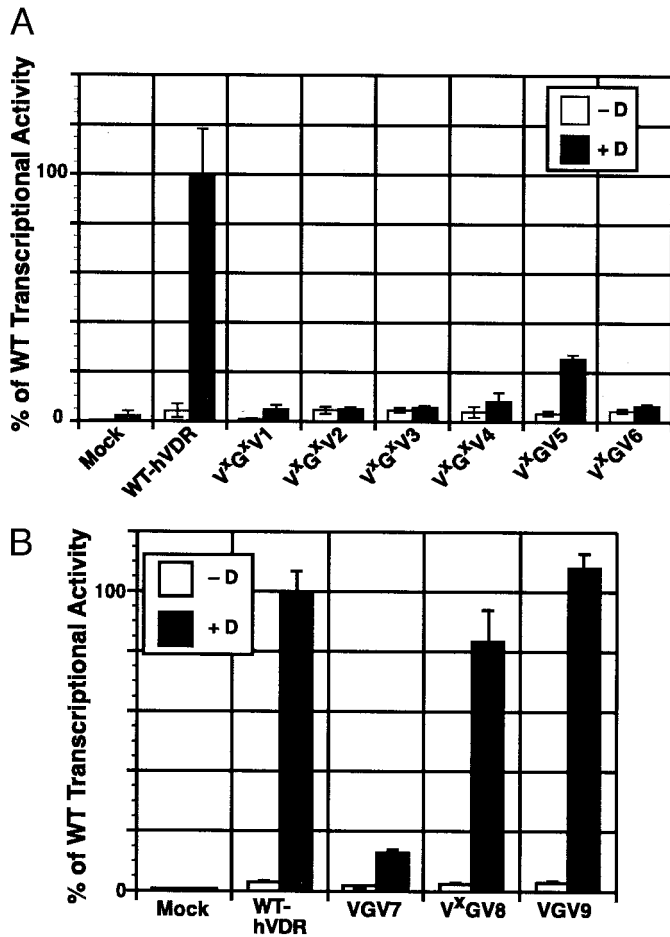 A
% of WT Transcriptional Activity
100
0
– D
+ D
Mock
WT-hVDR
VˣGˣV1
VˣGˣV2
VˣGˣV3
VˣGˣV4
VˣGV5
VˣGV6
B
% of WT Transcriptional Activity
100
0
– D
+ D
Mock
WT-
hVDR
VGV7
VˣGV8
VGV9